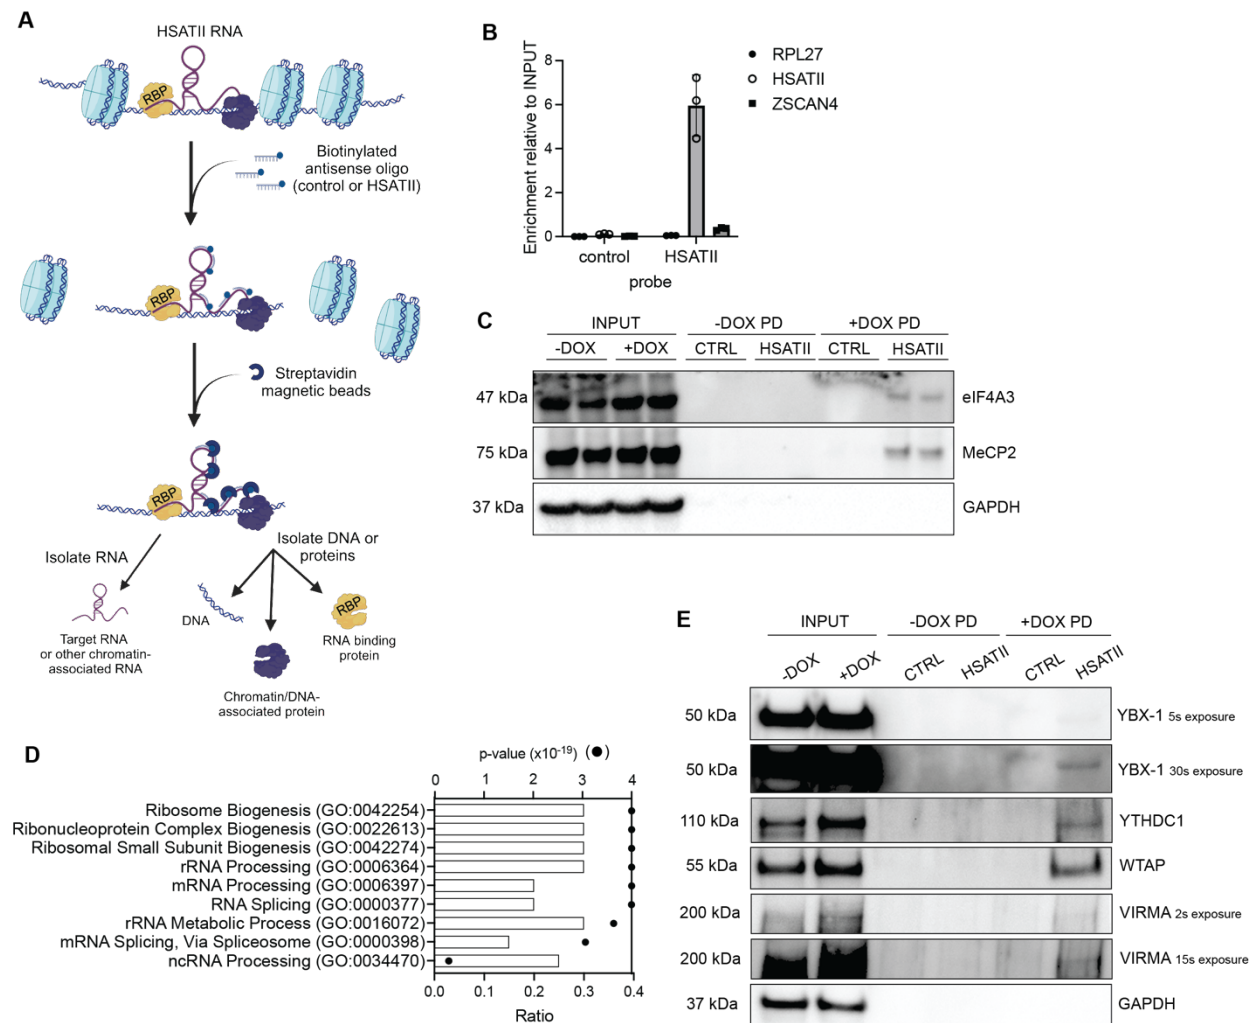 A
HSATII RNA
RBP
Biotinylated
antisense oligo
(control or HSATII)
RBP
Streptavidin
magnetic beads
RBP
Isolate RNA
Isolate DNA or
proteins
Target RNA
or other chromatin-
associated RNA
DNA
Chromatin/DNA-
associated protein
RBP
RNA binding
protein
B
Enrichment relative to INPUT
8
6
4
2
0
control
HSATII
probe
RPL27
HSATII
ZSCAN4
C
INPUT
-DOX PD
+DOX PD
-DOX
+DOX
CTRL
HSATII
CTRL
HSATII
47 kDa
eIF4A3
75 kDa
MeCP2
37 kDa
GAPDH
D
p-value (x10-19) (●)
0 1 2 3 4
Ribosome Biogenesis (GO:0042254)
Ribonucleoprotein Complex Biogenesis (GO:0022613)
Ribosomal Small Subunit Biogenesis (GO:0042274)
rRNA Processing (GO:0006364)
mRNA Processing (GO:0006397)
RNA Splicing (GO:0000377)
rRNA Metabolic Process (GO:0016072)
mRNA Splicing, Via Spliceosome (GO:0000398)
ncRNA Processing (GO:0034470)
0.0 0.1 0.2 0.3 0.4
Ratio
E
INPUT
-DOX PD
+DOX PD
-DOX
+DOX
CTRL
HSATII
CTRL
HSATII
50 kDa
YBX-1 5s exposure
50 kDa
YBX-1 30s exposure
110 kDa
YTHDC1
55 kDa
WTAP
200 kDa
VIRMA 2s exposure
200 kDa
VIRMA 15s exposure
37 kDa
GAPDH